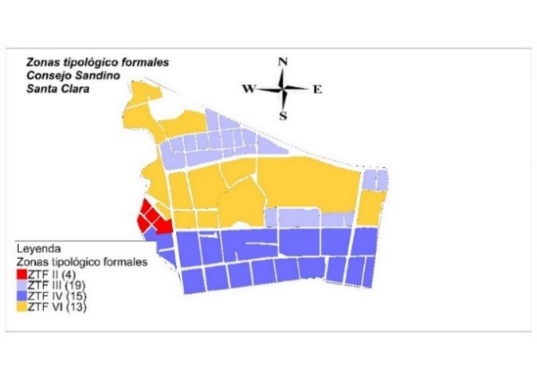 Zonas tipológico formales
Consejo Sandino
Santa Clara
N
W E
S
Leyenda
Zonas tipológico formales
ZTF II (4)
ZTF III (19)
ZTF IV (15)
ZTF VI (13)